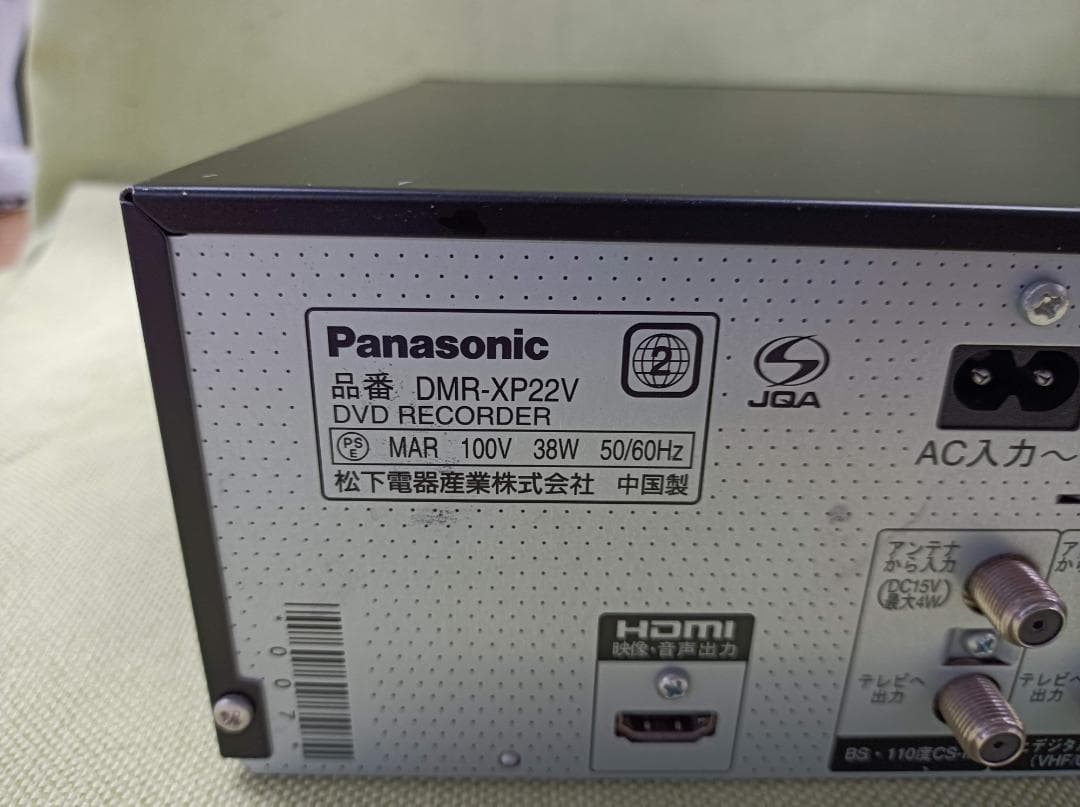 Panasonic
2
品番 DMR-XP22V
DVD RECORDER
PSE MAR 100V 38W 50/60Hz
松下電器産業株式会社 中国製
JQA
AC入力~
アンテナ
から入力
(DC15V
最大4W)
テレビへ
出力
テレビへ
出力
BS・110度CS-
デジタル
(VHF/
HDMI
映像・音声出力
007